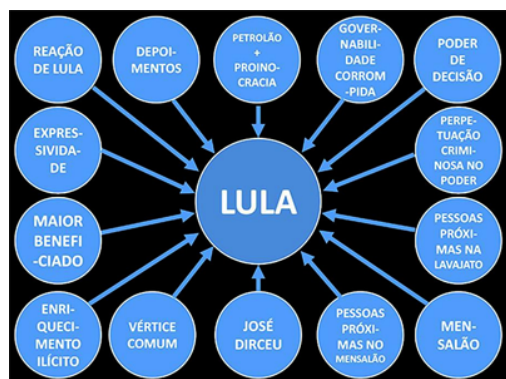 REAÇÃO
DE LULA
DEPOI-
MENTOS
PETROLÃO
+
PROINO-
CRACIA
GOVER-
NABILI-
DADE
CORROM
-PIDA
PODER
DE
DECISÃO
EXPRES-
SIVIDA-
DE
LULA
PERPE-
TUAÇÃO
CRIMI-
NOSA NO
PODER
MAIOR
BENEFI
-CIADO
PESSOAS
PRÓXI-
MAS NA
LAVAJATO
ENRI-
QUECI-
MENTO
ILÍCITO
VÉRTICE
COMUM
JOSÉ
DIRCEU
PESSOAS
PRÓXI-
MAS NO
MENSALÃO
MEN-
SALÃO